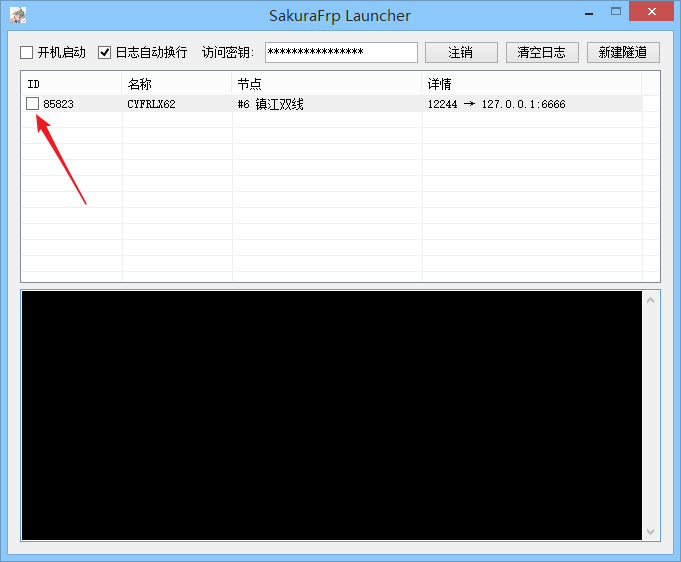 SakuraFrp Launcher
开机启动 日志自动换行 访问密钥: **************** 注销 清空日志 新建隧道
ID 名称 节点 详情
85823 CYFRLX62 #6 镇江双线 12244 → 127.0.0.1:6666